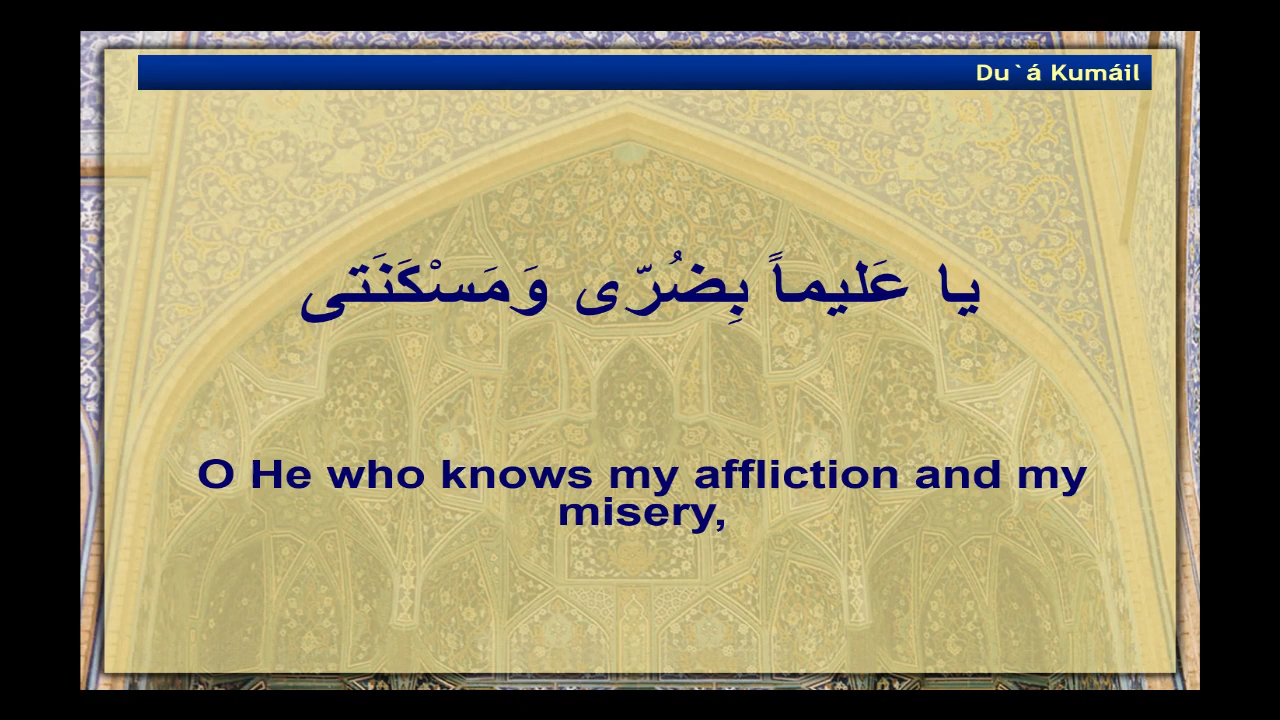 Du`á Kumáil
يا عَليماً بِضُرّى وَمَسْكَنَتى
O He who knows my affliction and my
misery,